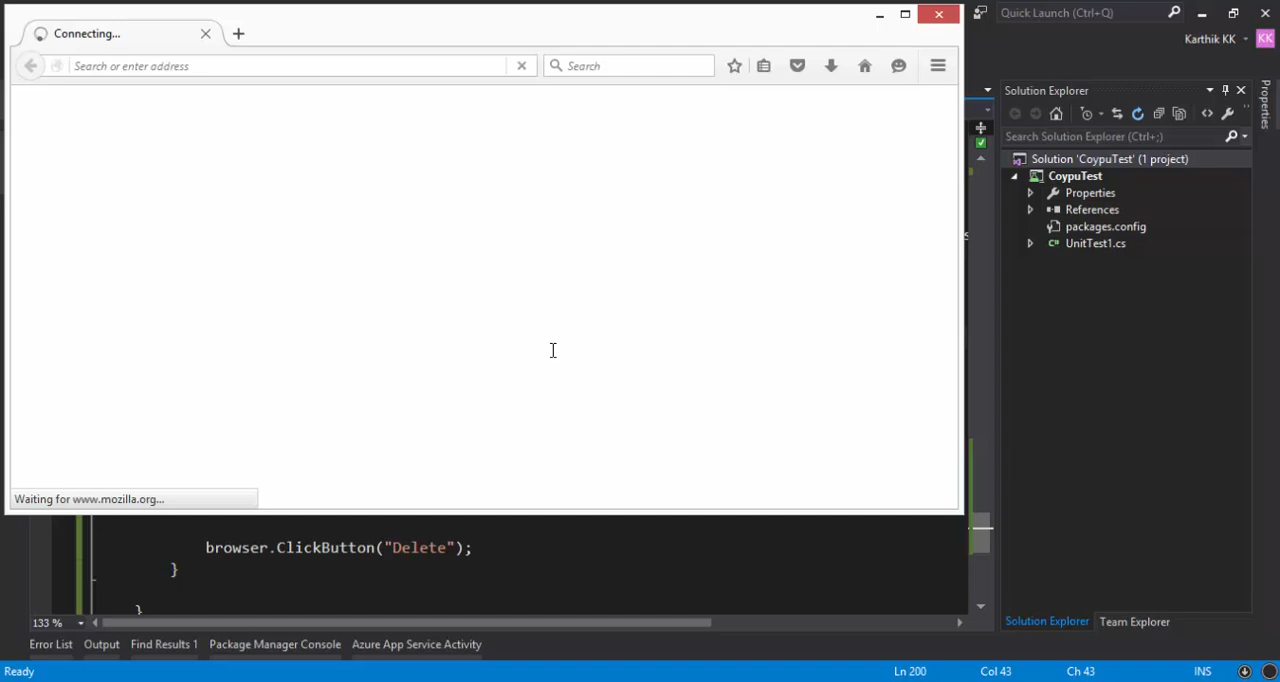 Connecting...
Search or enter address
Search
Quick Launch (Ctrl+Q)
Karthik KK
KK
Solution Explorer
Properties
Search Solution Explorer (Ctrl+;)
Solution 'CoypuTest' (1 project)
CoypuTest
Properties
References
packages.config
UnitTest1.cs
Waiting for www.mozilla.org...
browser.ClickButton("Delete");
}
}
133 %
Solution Explorer
Team Explorer
Error List
Output
Find Results 1
Package Manager Console
Azure App Service Activity
Ready
Ln 200
Col 43
Ch 43
INS